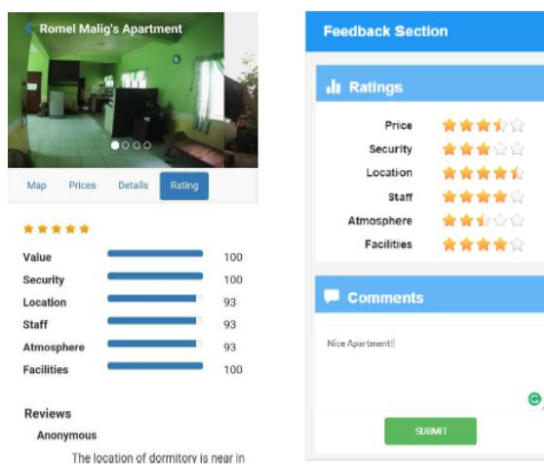 Romel Malig's Apartment
Map Prices Details Rating
Value 100
Security 100
Location 93
Staff 93
Atmosphere 93
Facilities 100
Reviews
Anonymous
The location of dormitory is near in
Feedback Section
Ratings
Price
Security
Location
Staff
Atmosphere
Facilities
Comments
Nice Apartment!
SUBMIT